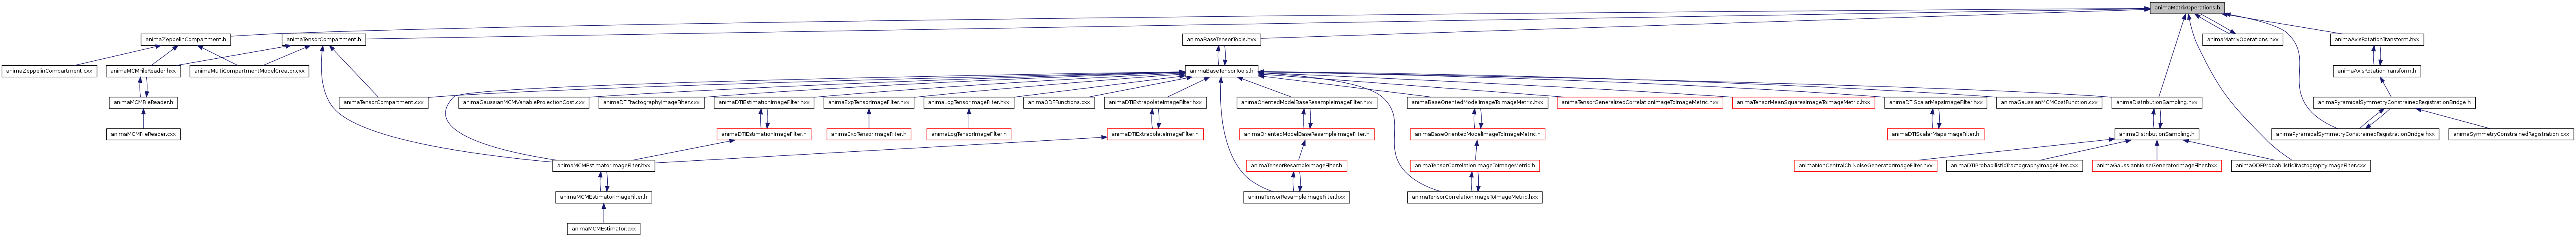 animaMatrixOperations.h
animaZeppelinCompartment.h
animaTensorCompartment.h
animaBaseTensorTools.hxx
animaMatrixOperations.hxx
animaAxisRotationTransform.hxx
animaZeppelinCompartment.cxx
animaMCMFileReader.hxx
animaMultiCompartmentModelCreator.cxx
animaBaseTensorTools.h
animaAxisRotationTransform.h
animaMCMFileReader.h
animaTensorCompartment.cxx
animaGaussianMCMVariableProjectionCost.cxx
animaDTITractographyImageFilter.cxx
animaDTIEstimationImageFilter.hxx
animaExpTensorImageFilter.hxx
animaLogTensorImageFilter.hxx
animaODFFunctions.cxx
animaDTIExtrapolateImageFilter.hxx
animaOrientedModelBaseResampleImageFilter.hxx
animaBaseOrientedModelImageToImageMetric.hxx
animaTensorGeneralizedCorrelationImageToImageMetric.hxx
animaTensorMeanSquaresImageToImageMetric.hxx
animaDTIScalarMapsImageFilter.hxx
animaGaussianMCMCostFunction.cxx
animaDistributionSampling.hxx
animaPyramidalSymmetryConstrainedRegistrationBridge.h
animaMCMFileReader.cxx
animaDTIEstimationImageFilter.h
animaExpTensorImageFilter.h
animaLogTensorImageFilter.h
animaDTIExtrapolateImageFilter.h
animaOrientedModelBaseResampleImageFilter.h
animaBaseOrientedModelImageToImageMetric.h
animaDTIScalarMapsImageFilter.h
animaDistributionSampling.h
animaPyramidalSymmetryConstrainedRegistrationBridge.hxx
animaSymmetryConstrainedRegistration.cxx
animaMCMEstimatorImageFilter.hxx
animaTensorResampleImageFilter.h
animaTensorCorrelationImageToImageMetric.h
animaNonCentralChiNoiseGeneratorImageFilter.hxx
animaDTIProbabilisticTractographyImageFilter.cxx
animaGaussianNoiseGeneratorImageFilter.hxx
animaODFProbabilisticTractographyImageFilter.cxx
animaMCMEstimatorImageFilter.h
animaTensorResampleImageFilter.hxx
animaTensorCorrelationImageToImageMetric.hxx
animaMCMEstimator.cxx